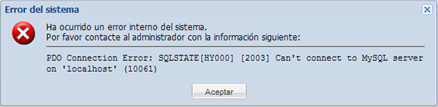 Error del sistema
Ha ocurrido un error interno del sistema.
Por favor contacte al administrador con la información siguiente:
PDO Connection Error: SQLSTATE[HY000] [2003] Can't connect to MySQL server
on 'localhost' (10061)
Aceptar